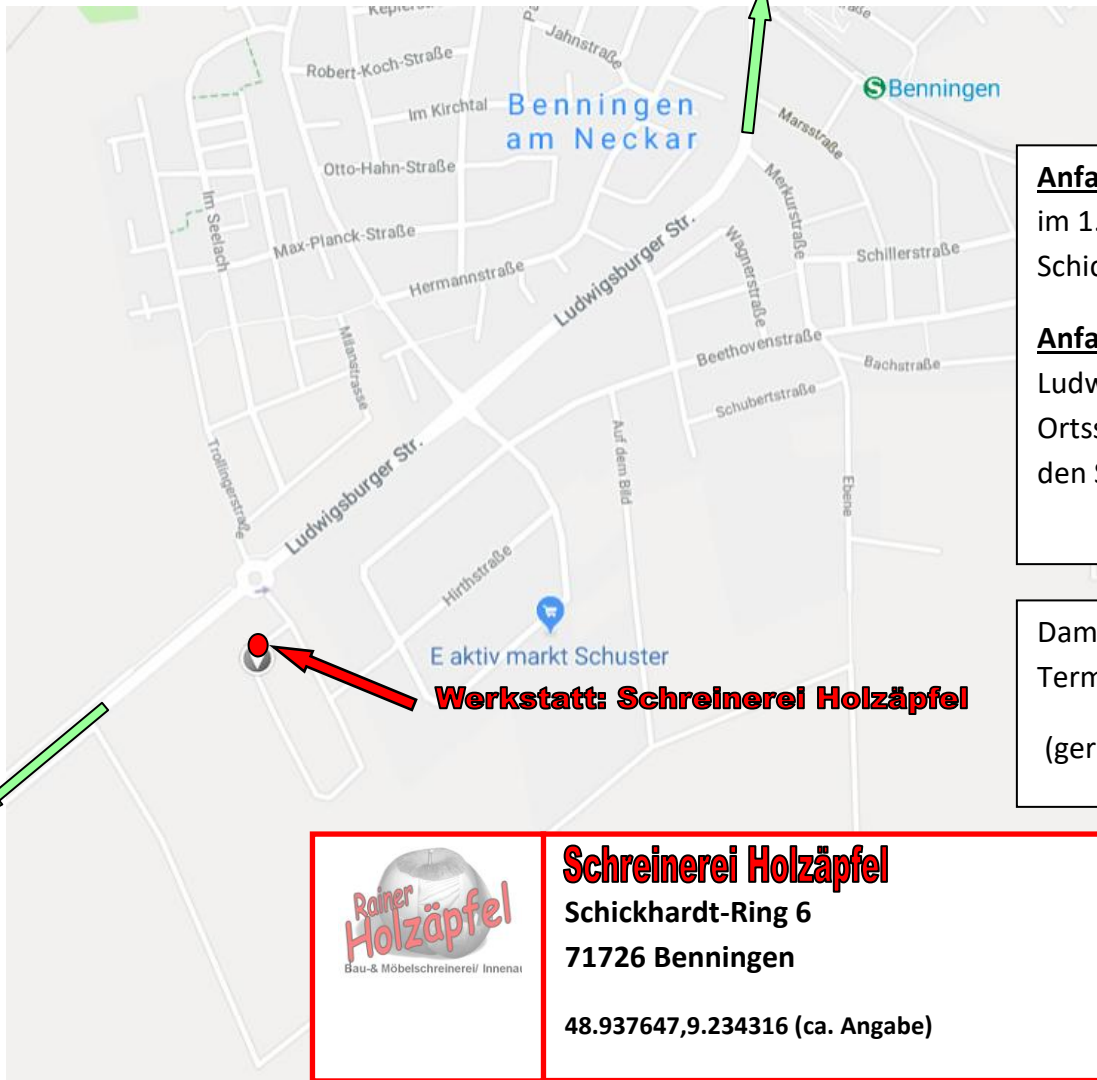 Jahnstraße
Robert-Koch-Straße
Im Kirchtal
Benningen
am Neckar
Benningen
Marsstraße
Otto-Hahn-Straße
Merkurstraße
Im Seelach
Max-Planck-Straße
Wagnerstraße
Schillerstraße
Hermannstraße
Ludwigsburger Str.
Milanstrasse
Beethovenstraße
Bachstraße
Schubertstraße
Trollingerstraße
Ludwigsburger Str.
Auf dem Bild
Ebene
Hirthstraße
E aktiv markt Schuster
Werkstatt: Schreinerei Holzäpfel
im 1.
den
Rainer
Holzäpfel
Bau-& Möbelschreinerei/ Innenau
Schreinerei Holzäpfel
Schickhardt-Ring 6
71726 Benningen
48.937647,9.234316 (ca. Angabe)